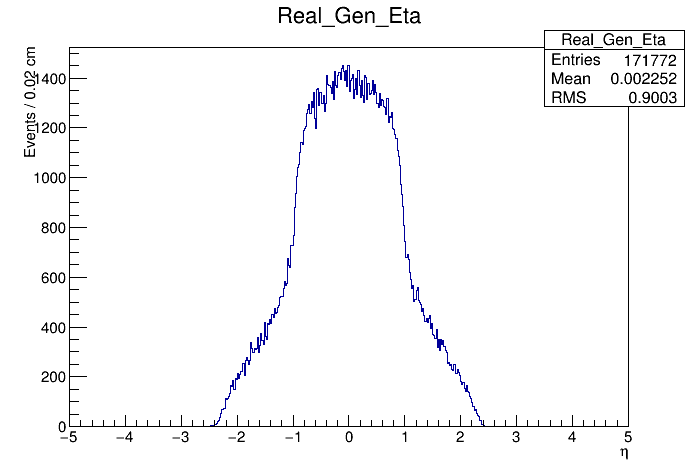 Real_Gen_Eta
Real_Gen_Eta
Entries 171772
Mean 0.002252
RMS 0.9003
Events / 0.02 cm
1400
1200
1000
800
600
400
200
0
−5 −4 −3 −2 −1 0 1 2 3 4 5
η